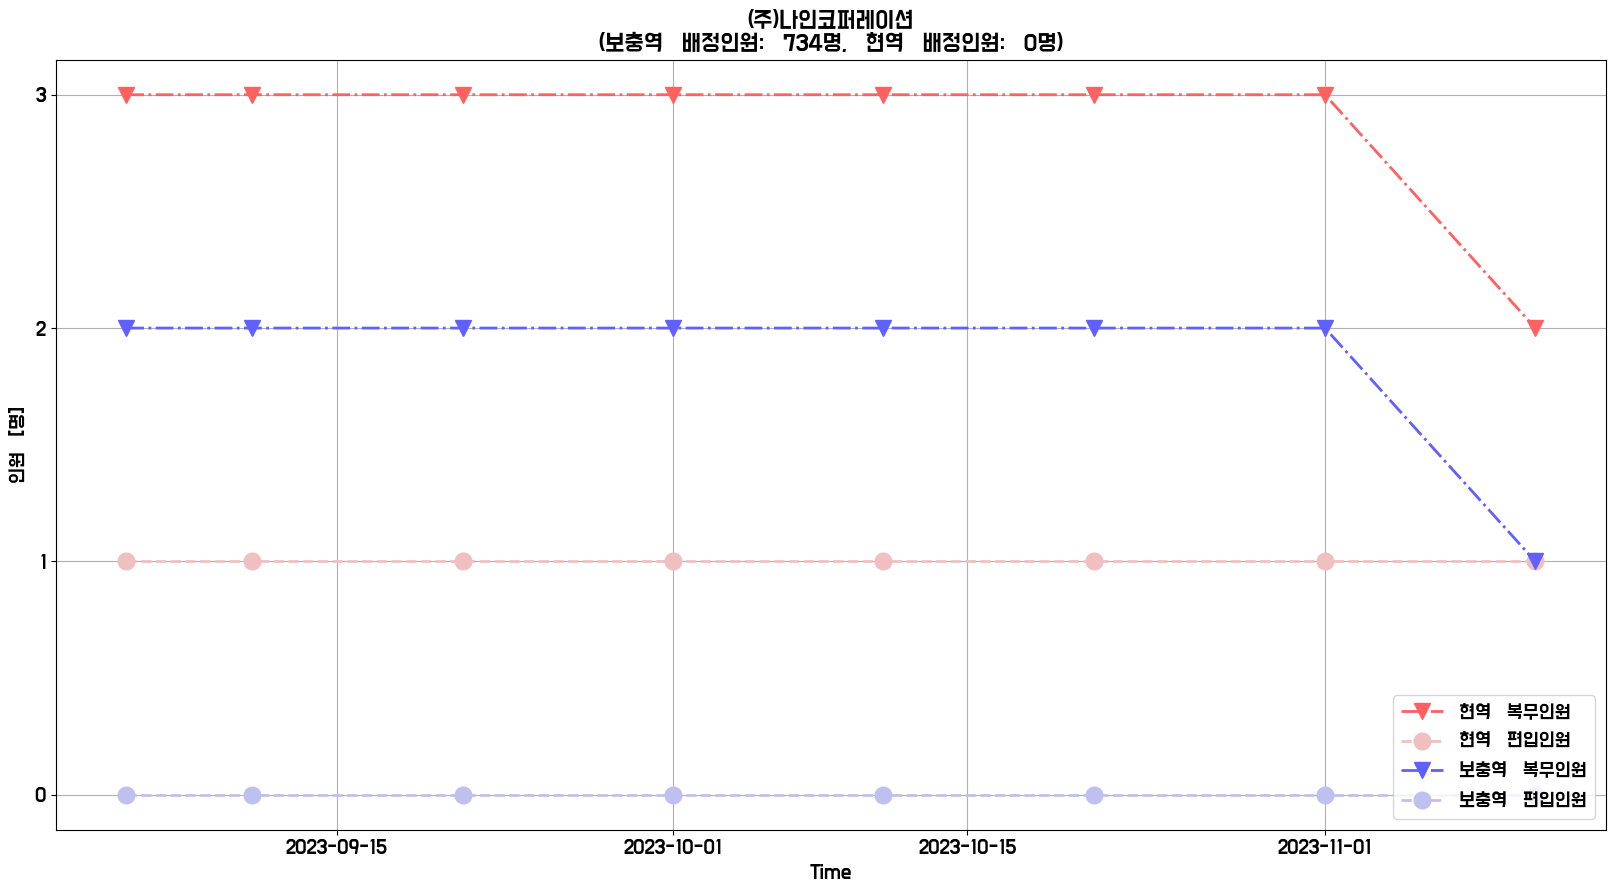 (주)나인코퍼레이션
(보충역 배정인원: 734명, 현역 배정인원: 0명)
3
2
1
0
인원 [명]
2023-09-15
2023-10-01
2023-10-15
2023-11-01
Time
현역 복무인원
현역 편입인원
보충역 복무인원
보충역 편입인원